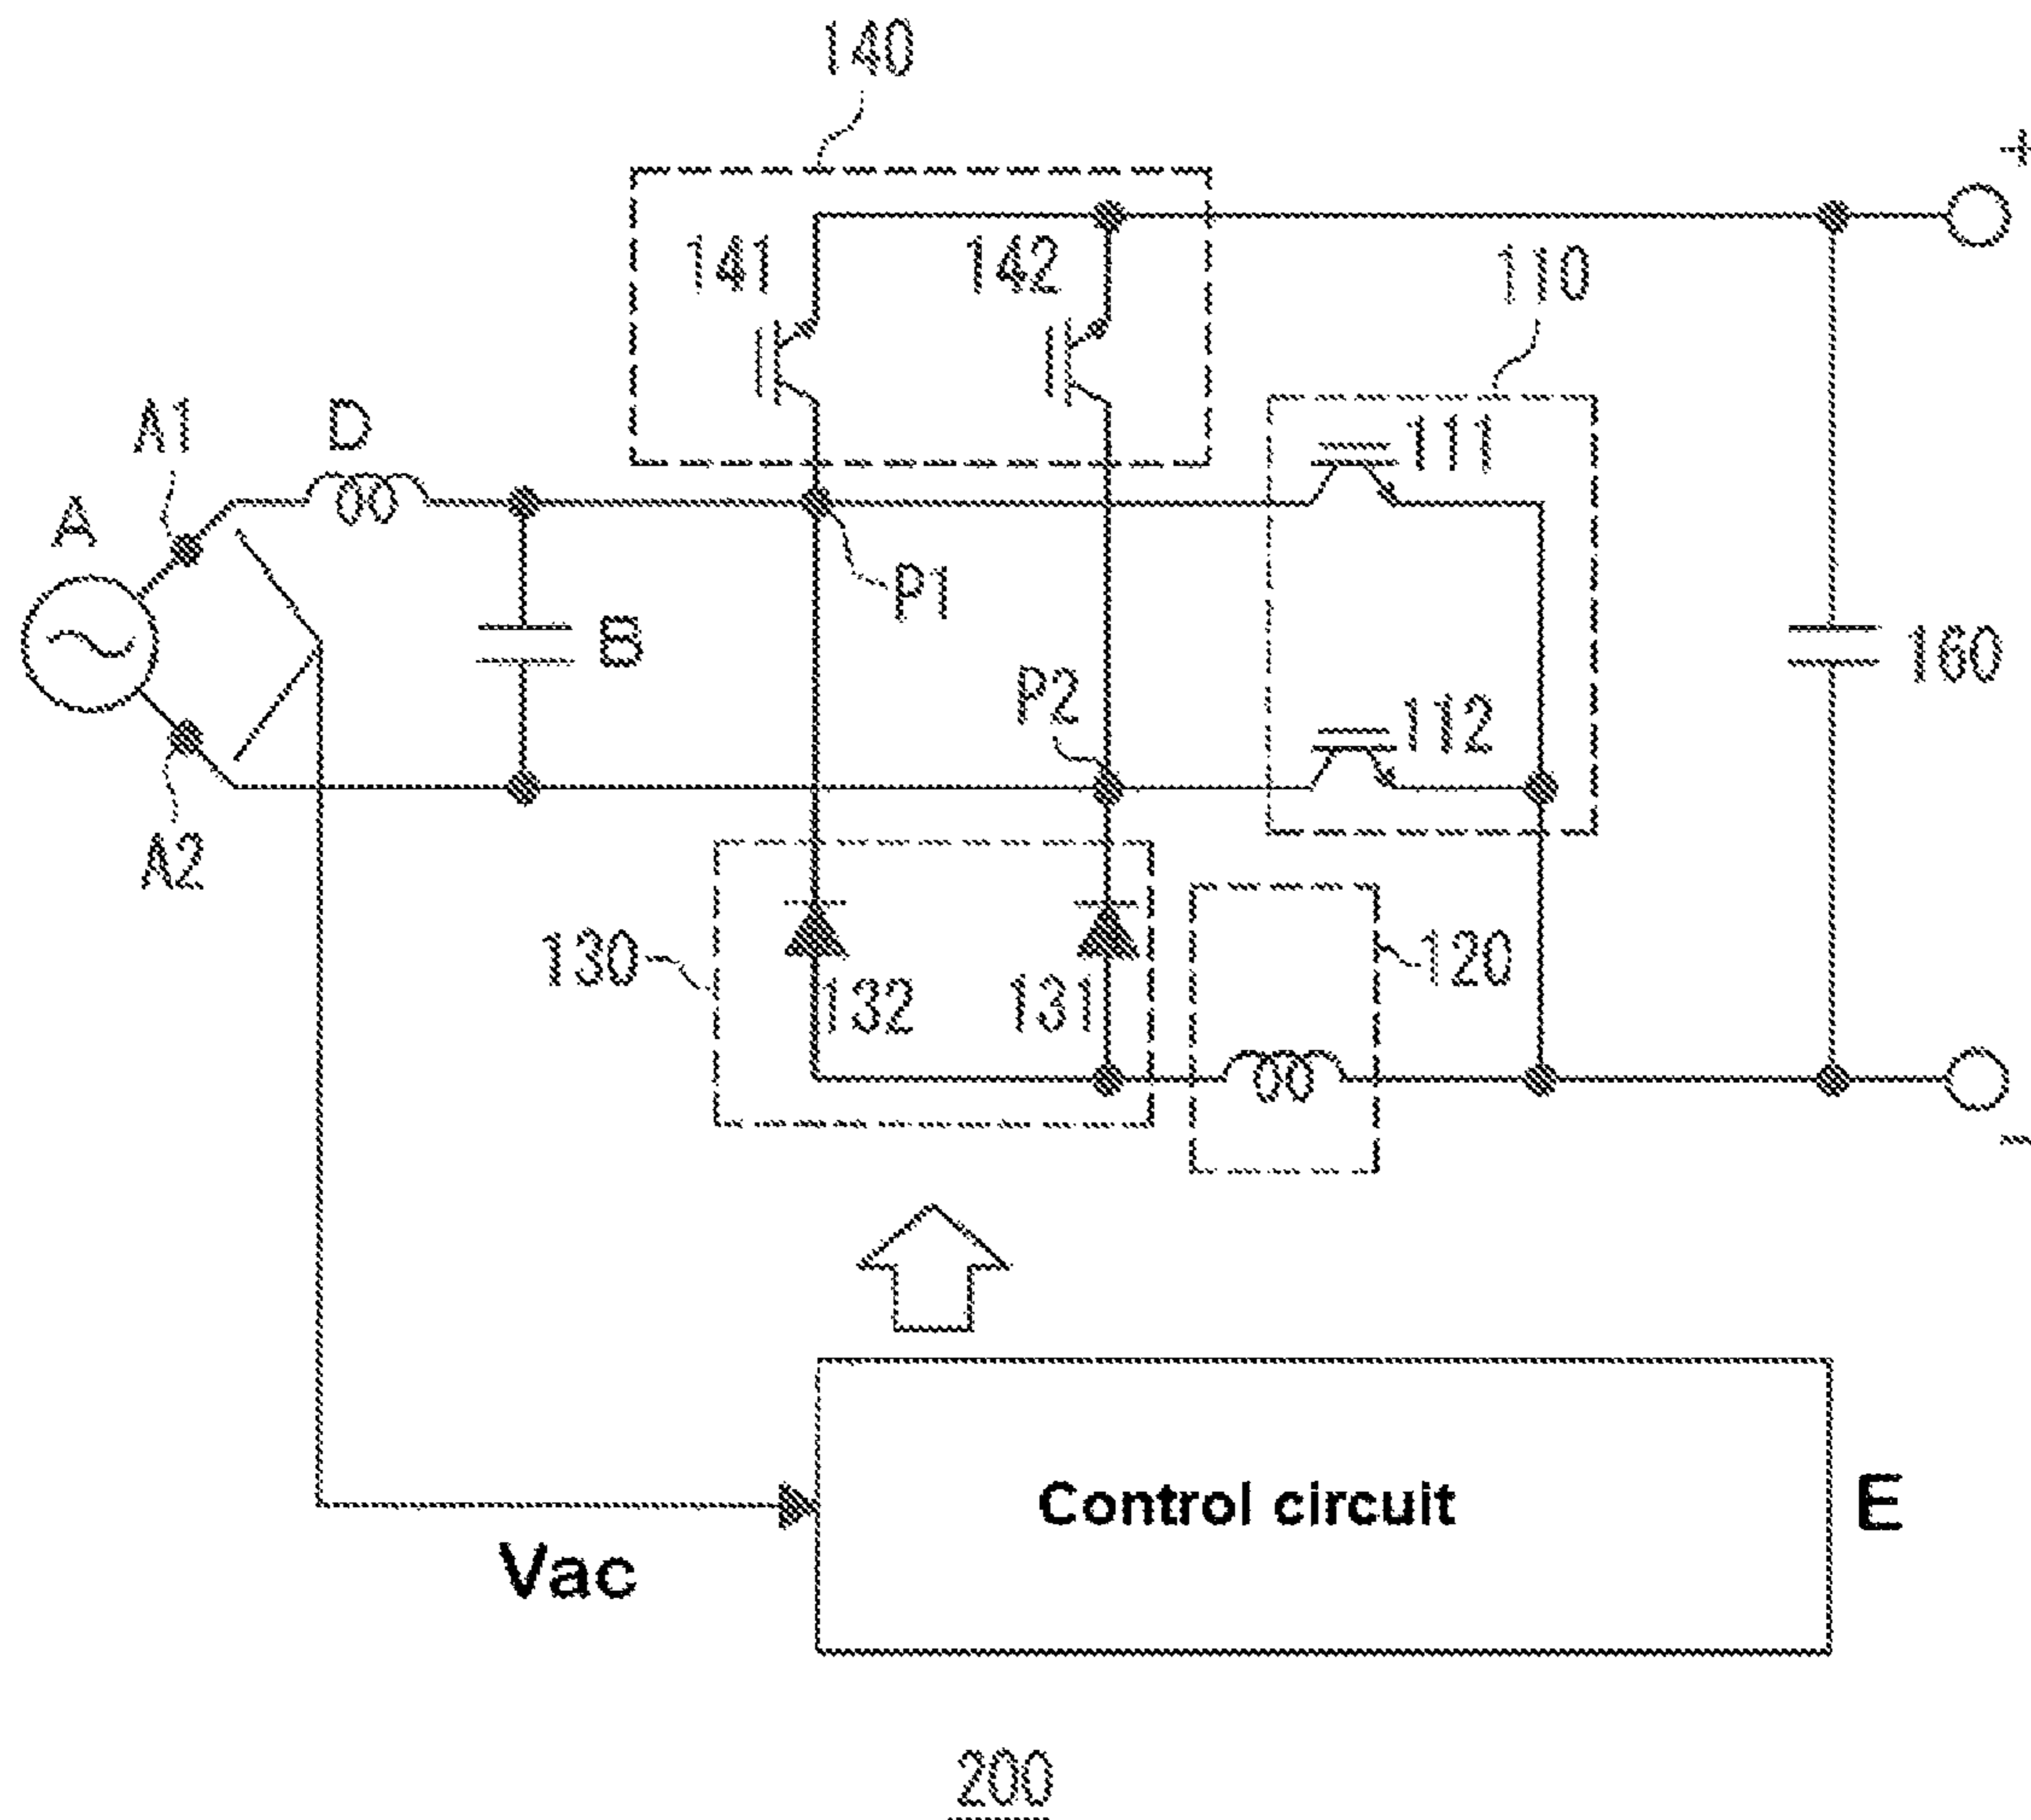 140
+
141
142
110
A1
D
111
A
P1
B
160
P2
112
A2
130
120
132
131
-
Control circuit
E
Vac
200